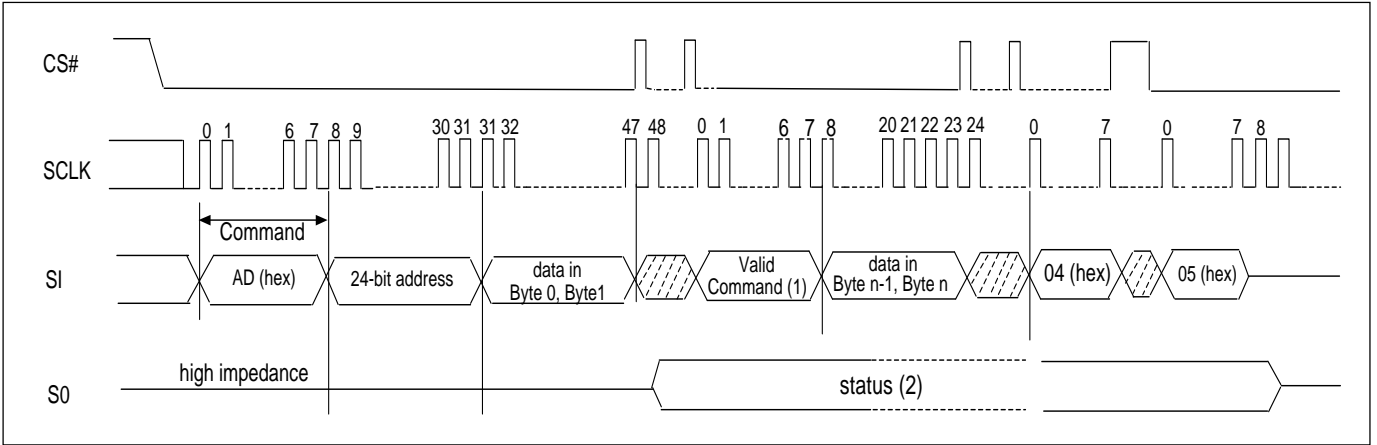 CS#
0 1 6 7 8 9 30 31 31 32 47 48 0 1 6 7 8 20 21 22 23 24 0 7 0 7 8
SCLK
Command
SI
AD (hex)
24-bit address
data in
Byte 0, Byte1
Valid
Command (1)
data in
Byte n-1, Byte n
04 (hex)
05 (hex)
high impedance
S0
status (2)